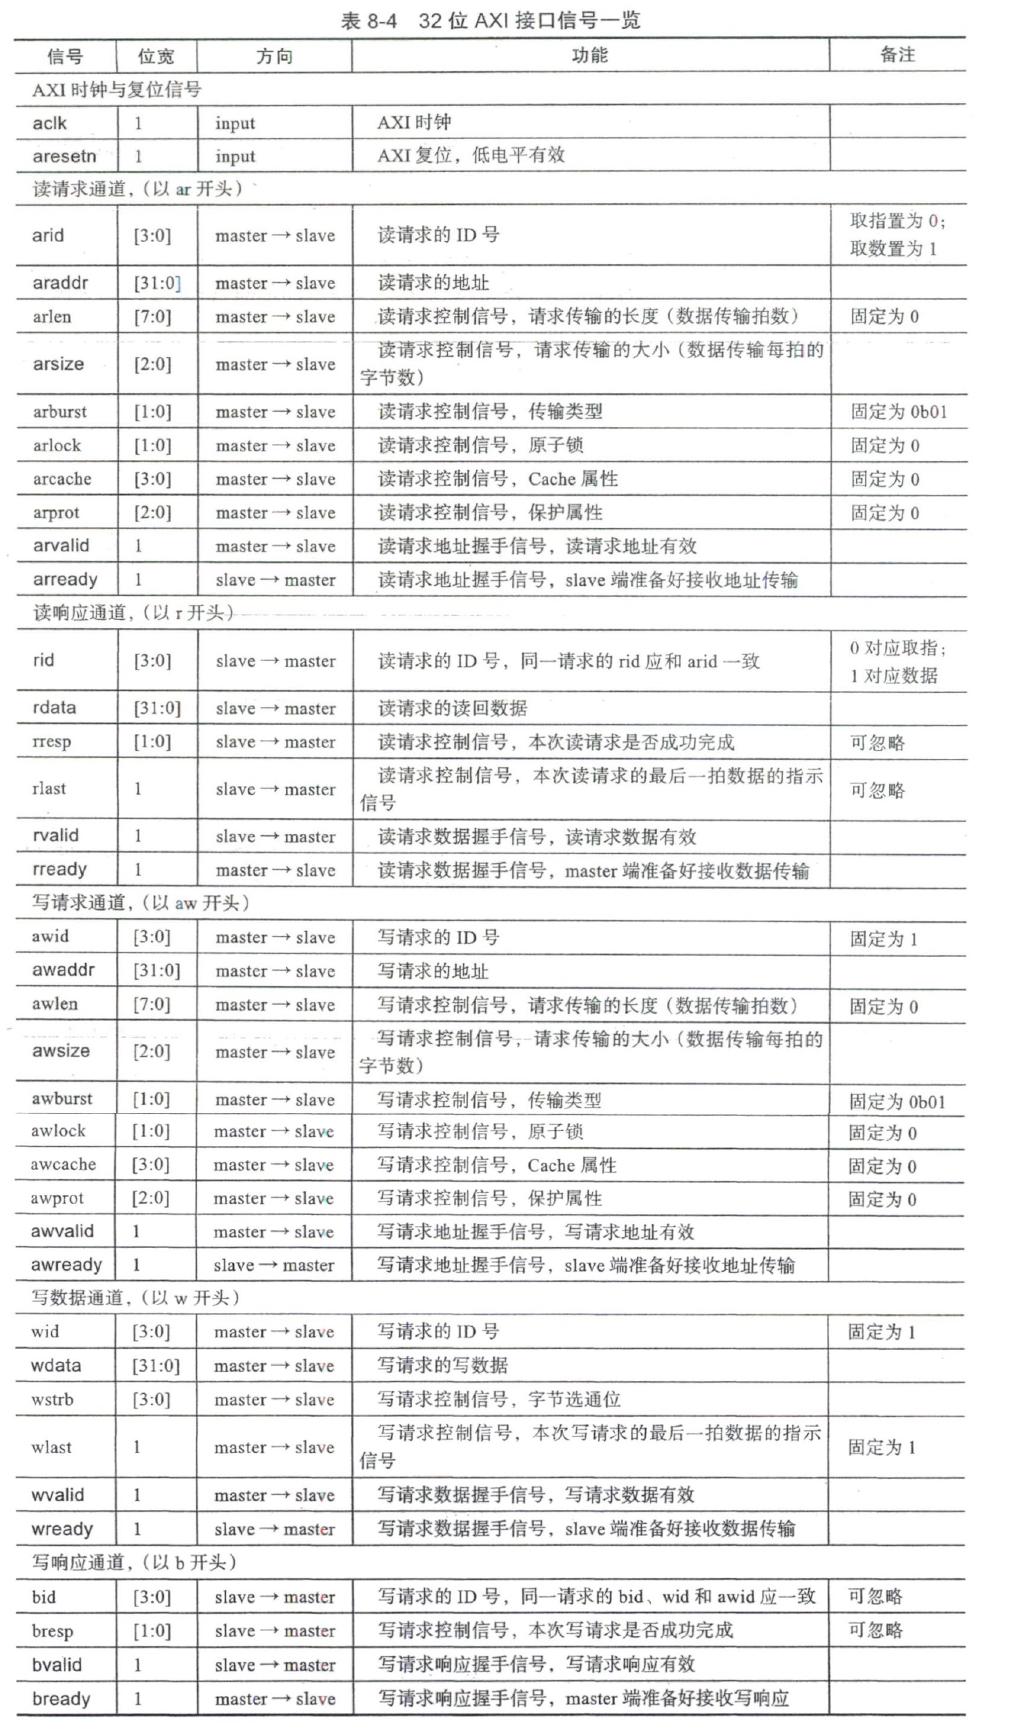 表 8-4 32 位 AXI 接口信号一览
信号 位宽 方向 功能 备注
AXI 时钟与复位信号
aclk 1 input AXI 时钟
aresetn 1 input AXI 复位，低电平有效
读请求通道，（以 ar 开头）
arid [3:0] master → slave 读请求的 ID 号 取指置为 0；
取数置为 1
araddr [31:0] master → slave 读请求的地址
arlen [7:0] master → slave 读请求控制信号，请求传输的长度（数据传输拍数） 固定为 0
arsize [2:0] master → slave 读请求控制信号，请求传输的大小（数据传输每拍的
字节数）
arburst [1:0] master → slave 读请求控制信号，传输类型 固定为 0b01
arlock [1:0] master → slave 读请求控制信号，原子锁 固定为 0
arcache [3:0] master → slave 读请求控制信号，Cache 属性 固定为 0
arprot [2:0] master → slave 读请求控制信号，保护属性 固定为 0
arvalid 1 master → slave 读请求地址握手信号，读请求地址有效
arready 1 slave → master 读请求地址握手信号，slave 端准备好接收地址传输
读响应通道，（以 r 开头）
rid [3:0] slave → master 读请求的 ID 号，同一请求的 rid 应和 arid 一致 0 对应取指；
1 对应数据
rdata [31:0] slave → master 读请求的读回数据
rresp [1:0] slave → master 读请求控制信号，本次读请求是否成功完成 可忽略
rlast 1 slave → master 读请求控制信号，本次读请求的最后一拍数据的指示
信号 可忽略
rvalid 1 slave → master 读请求数据握手信号，读请求数据有效
rready 1 master → slave 读请求数据握手信号，master 端准备好接收数据传输
写请求通道，（以 aw 开头）
awid [3:0] master → slave 写请求的 ID 号 固定为 1
awaddr [31:0] master → slave 写请求的地址
awlen [7:0] master → slave 写请求控制信号，请求传输的长度（数据传输拍数） 固定为 0
awsize [2:0] master → slave 写请求控制信号，请求传输的大小（数据传输每拍的
字节数）
awburst [1:0] master → slave 写请求控制信号，传输类型 固定为 0b01
awlock [1:0] master → slave 写请求控制信号，原子锁 固定为 0
awcache [3:0] master → slave 写请求控制信号，Cache 属性 固定为 0
awprot [2:0] master → slave 写请求控制信号，保护属性 固定为 0
awvalid 1 master → slave 写请求地址握手信号，写请求地址有效
awready 1 slave → master 写请求地址握手信号，slave 端准备好接收地址传输
写数据通道，（以 w 开头）
wid [3:0] master → slave 写请求的 ID 号 固定为 1
wdata [31:0] master → slave 写请求的写数据
wstrb [3:0] master → slave 写请求控制信号，字节选通位
wlast 1 master → slave 写请求控制信号，本次写请求的最后一拍数据的指示
信号 固定为 1
wvalid 1 master → slave 写请求数据握手信号，写请求数据有效
wready 1 slave → master 写请求数据握手信号，slave 端准备好接收数据传输
写响应通道，（以 b 开头）
bid [3:0] slave → master 写请求的 ID 号，同一请求的 bid、wid 和 awid 应一致 可忽略
bresp [1:0] slave → master 写请求控制信号，本次写请求是否成功完成 可忽略
bvalid 1 slave → master 写请求响应握手信号，写请求响应有效
bready 1 master → slave 写请求响应握手信号，master 端准备好接收写响应